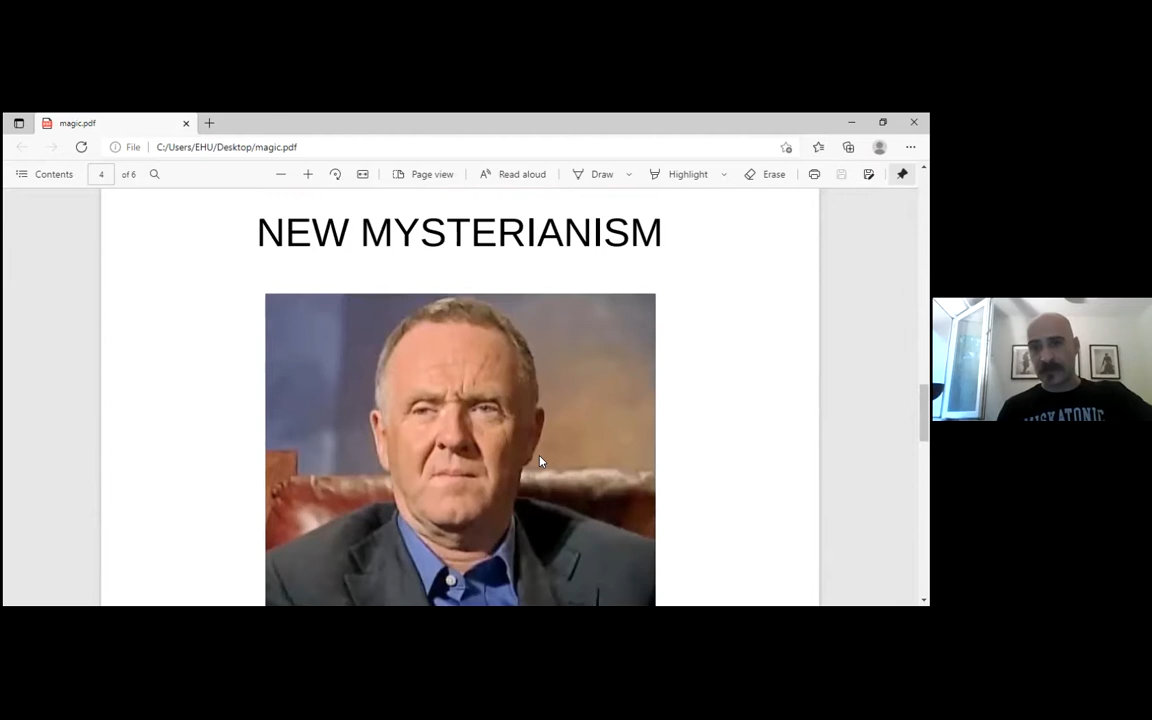 magic.pdf
File C:/Users/EHU/Desktop/magic.pdf
Contents 4 of 6 Page view Read aloud Draw Highlight Erase
NEW MYSTERIANISM
MISKATONIC